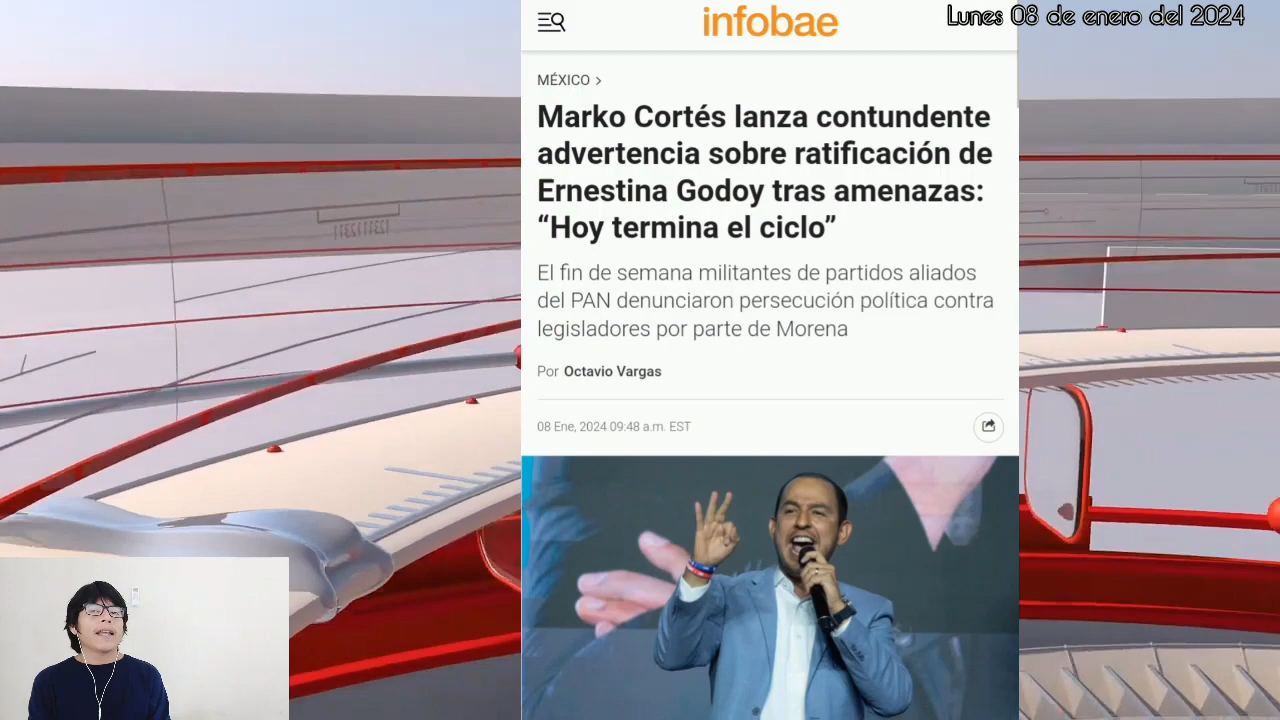 Lunes 08 de enero del 2024
infobae
MÉXICO >
Marko Cortés lanza contundente
advertencia sobre ratificación de
Ernestina Godoy tras amenazas:
“Hoy termina el ciclo”
El fin de semana militantes de partidos aliados
del PAN denunciaron persecución política contra
legisladores por parte de Morena
Por Octavio Vargas
08 Ene, 2024 09:48 a.m. EST